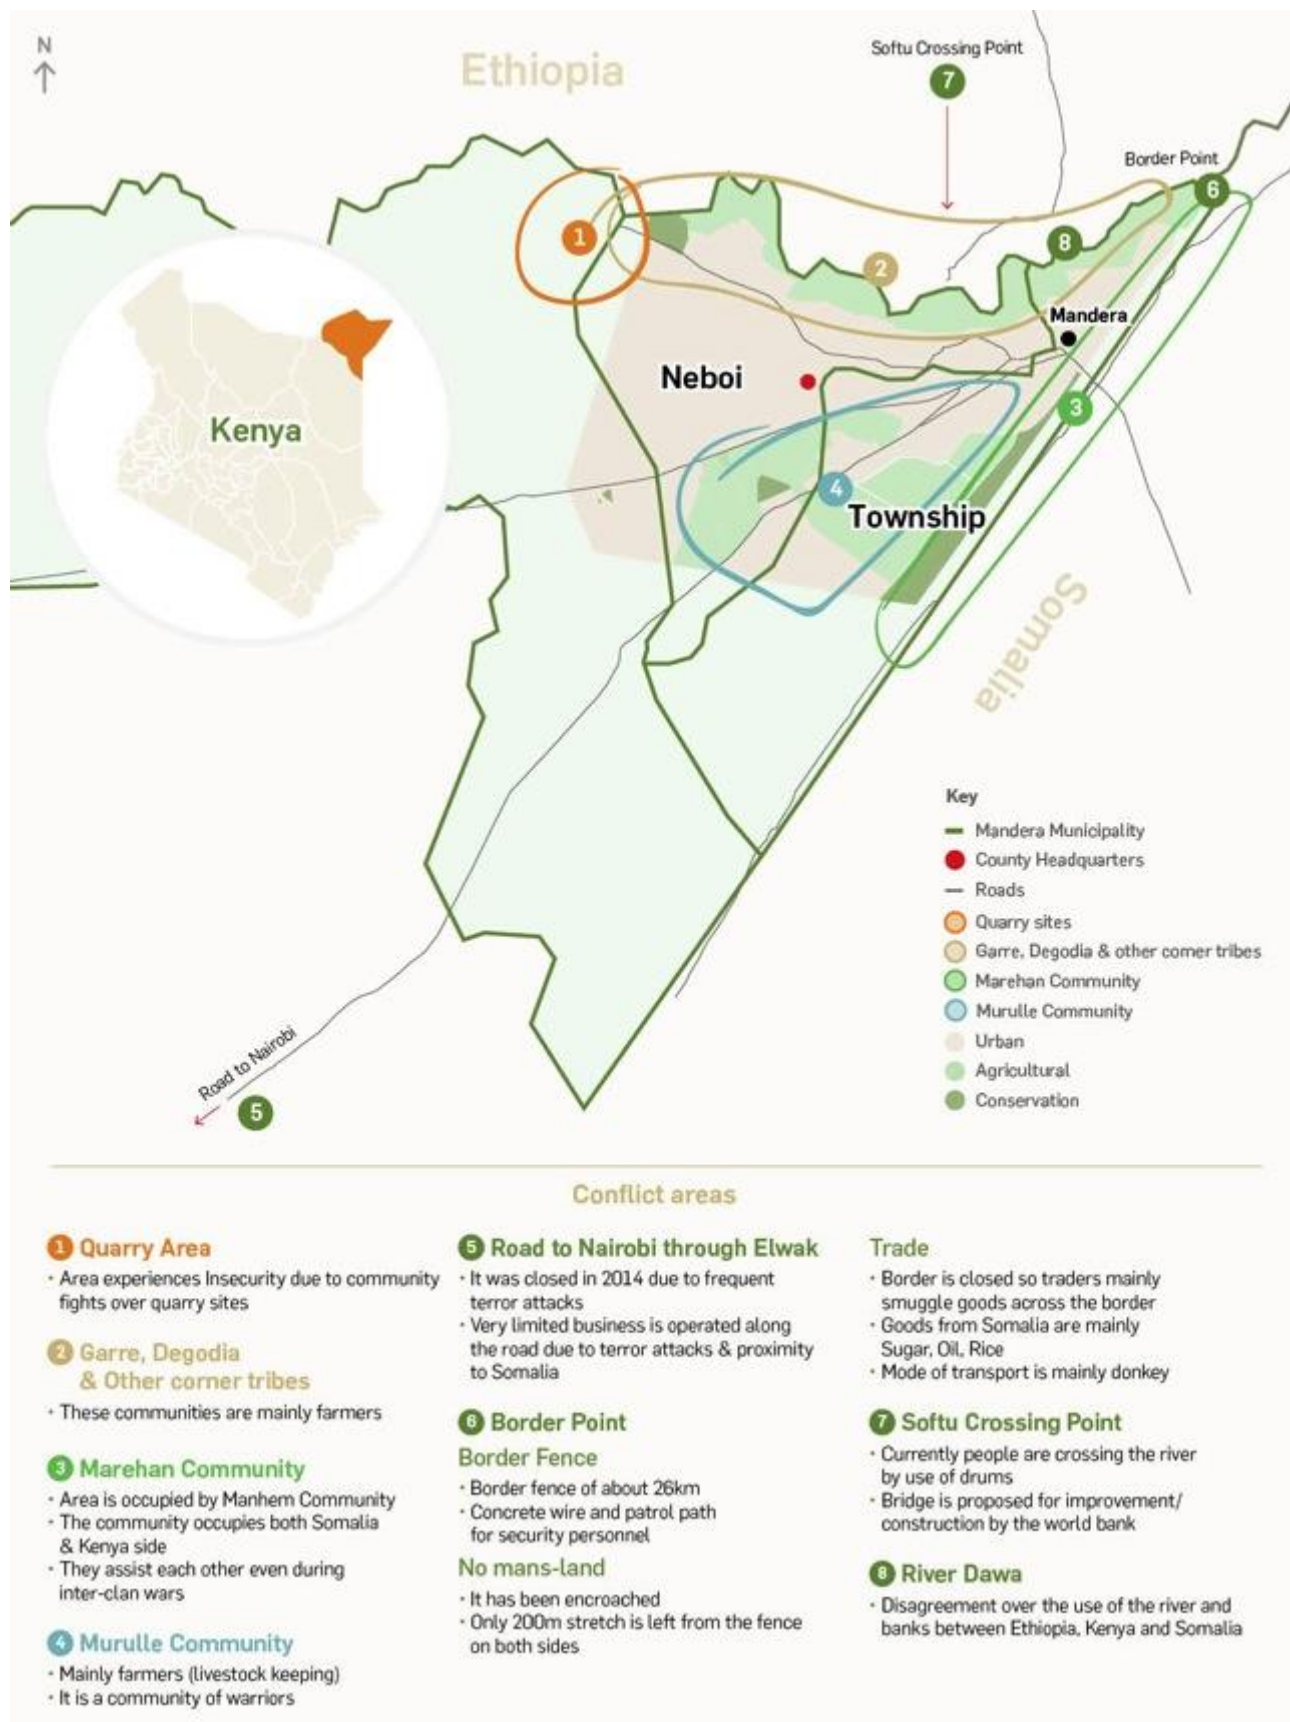 N
Ethiopia
Softu Crossing Point
7
Border Point
6
1
8
2
Mandera
Neboi
Kenya
3
4
Township
Somalia
Key
Mandera Municipality
County Headquarters
Roads
Quarry sites
Garre, Degodia & other corner tribes
Marehan Community
Murulle Community
Urban
Agricultural
Conservation
Road to Nairobi
5
Conflict areas
1 Quarry Area
• Area experiences Insecurity due to community
fights over quarry sites
2 Garre, Degodia
& Other corner tribes
• These communities are mainly farmers
3 Marehan Community
• Area is occupied by Manhem Community
• The community occupies both Somalia
& Kenya side
• They assist each other even during
inter-clan wars
4 Murulle Community
• Mainly farmers (livestock keeping)
• It is a community of warriors
5 Road to Nairobi through Elwak
• It was closed in 2014 due to frequent
terror attacks
• Very limited business is operated along
the road due to terror attacks & proximity
to Somalia
6 Border Point
Border Fence
• Border fence of about 26km
• Concrete wire and patrol path
for security personnel
No mans-land
• It has been encroached
• Only 200m stretch is left from the fence
on both sides
Trade
• Border is closed so traders mainly
smuggle goods across the border
• Goods from Somalia are mainly
Sugar, Oil, Rice
• Mode of transport is mainly donkey
7 Softu Crossing Point
• Currently people are crossing the river
by use of drums
• Bridge is proposed for improvement/
construction by the world bank
8 River Dawa
• Disagreement over the use of the river and
banks between Ethiopia, Kenya and Somalia